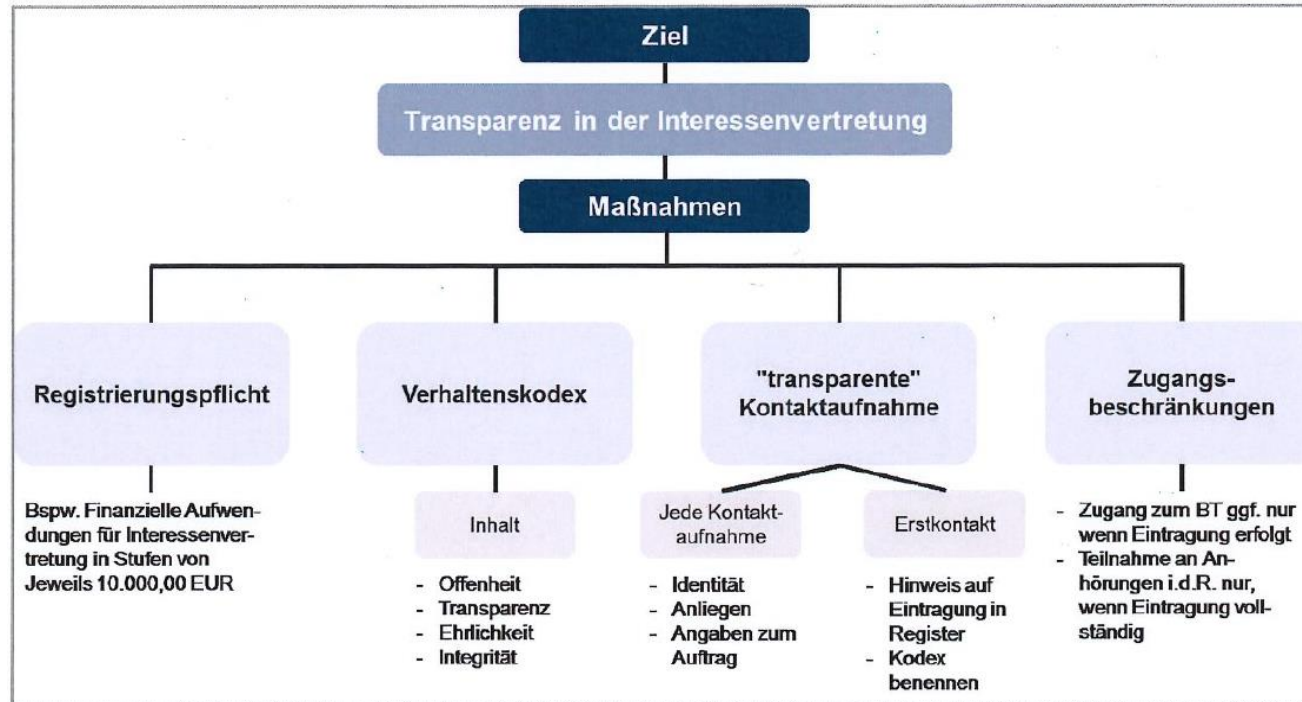 Ziel
Transparenz in der Interessenvertretung
Maßnahmen
Registrierungspflicht
Bspw. Finanzielle Aufwen-
dungen für Interessenver-
tretung in Stufen von
Jeweils 10.000,00 EUR
Verhaltenskodex
Inhalt
- Offenheit
- Transparenz
- Ehrlichkeit
- Integrität
"transparente"
Kontaktaufnahme
Jede Kontakt-
aufnahme
- Identität
- Anliegen
- Angaben zum
Auftrag
Erstkontakt
- Hinweis auf
Eintragung in
Register
- Kodex
benennen
Zugangs-
beschränkungen
- Zugang zum BT ggf. nur
wenn Eintragung erfolgt
- Teilnahme an An-
hörungen i.d.R. nur,
wenn Eintragung voll-
ständig